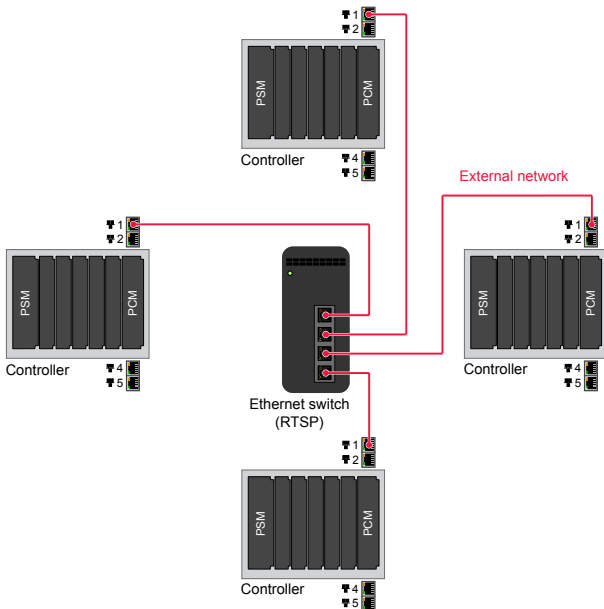 1
2
PSM
PCM
Controller
4
5
External network
1
2
PSM
PCM
Controller
4
5
1
2
PSM
PCM
Controller
4
5
Ethernet switch
(RTSP)
1
2
PSM
PCM
Controller
4
5